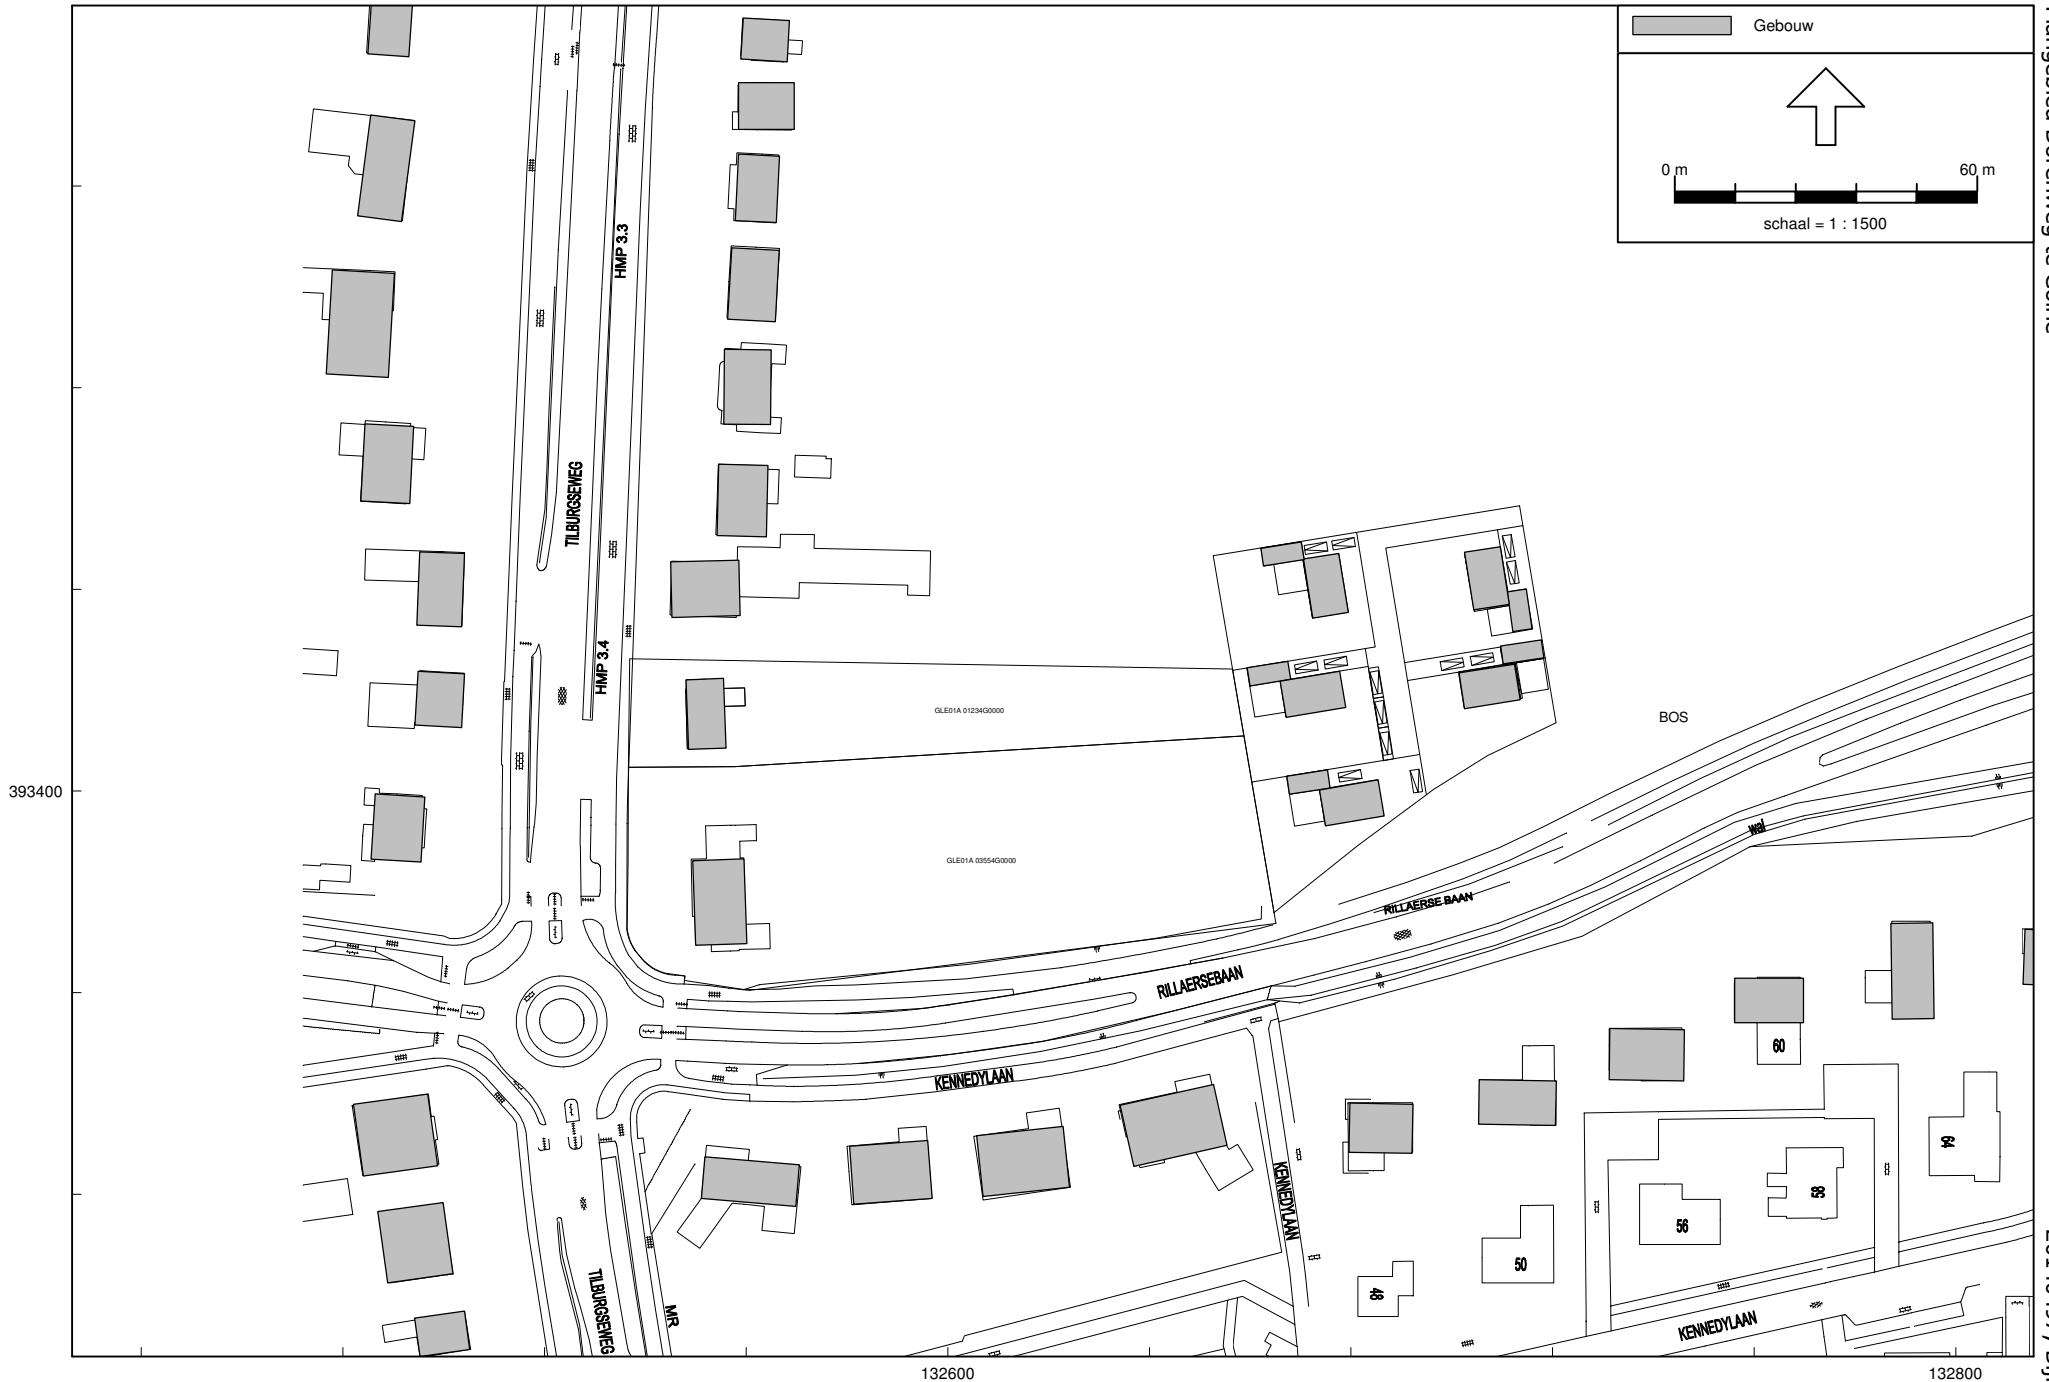 Gebouw
0 m 60 m
schaal = 1 : 1500
HMP 3.3
TILBURGSEWEG
HMP 3.4
GLE01A 01234G0000
BOS
393400
wal
GLE01A 03554G0000
RILLAERSE BAAN
RILLAERSEBAAN
60
KENNEDYLAAN
64
KENNEDYLAAN
58
56
50
48
TILBURGSEWEG
MR
KENNEDYLAAN
132600
132800